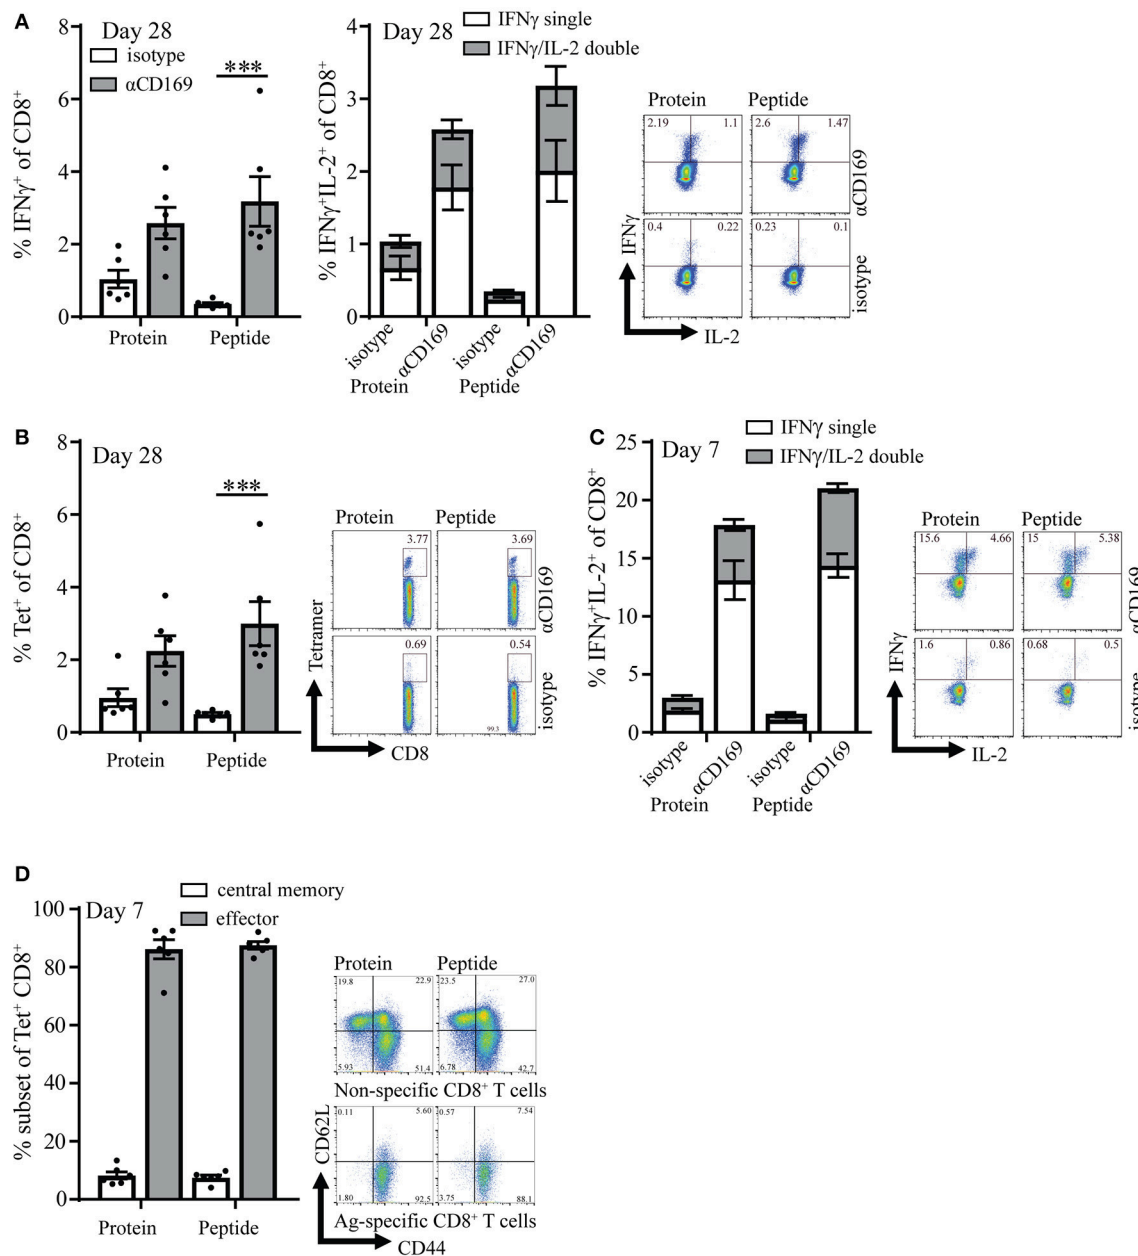 A
Day 28
isotype
αCD169
***
% IFNγ⁺ of CD8⁺
8
6
4
2
0
Protein
Peptide
Day 28
IFNγ single
IFNγ/IL-2 double
% IFNγ⁺IL-2⁺ of CD8⁺
4
3
2
1
0
isotype
αCD169
isotype
αCD169
Protein
Peptide
Protein
Peptide
2.19 1.1
2.6 1.47
αCD169
0.4 0.22
0.23 0.1
isotype
IFNγ
IL-2
B
Day 28
***
% Tet⁺ of CD8⁺
8
6
4
2
0
Protein
Peptide
Protein
Peptide
3.77
3.69
αCD169
0.69
0.54
99.3
isotype
Tetramer
CD8
C
Day 7
IFNγ single
IFNγ/IL-2 double
% IFNγ⁺IL-2⁺ of CD8⁺
25
20
15
10
5
0
isotype
αCD169
isotype
αCD169
Protein
Peptide
Protein
Peptide
15.6 4.66
15 5.38
αCD169
1.6 0.86
0.68 0.5
isotype
IFNγ
IL-2
D
Day 7
central memory
effector
% subset of Tet⁺ CD8⁺
100
80
60
40
20
0
Protein
Peptide
Protein
Peptide
19.8 22.9
23.5 27.0
5.93 51.4
6.78 42.7
Non-specific CD8⁺ T cells
0.11 5.60
0.57 7.54
1.80 92.5
3.75 88.1
Ag-specific CD8⁺ T cells
CD62L
CD44